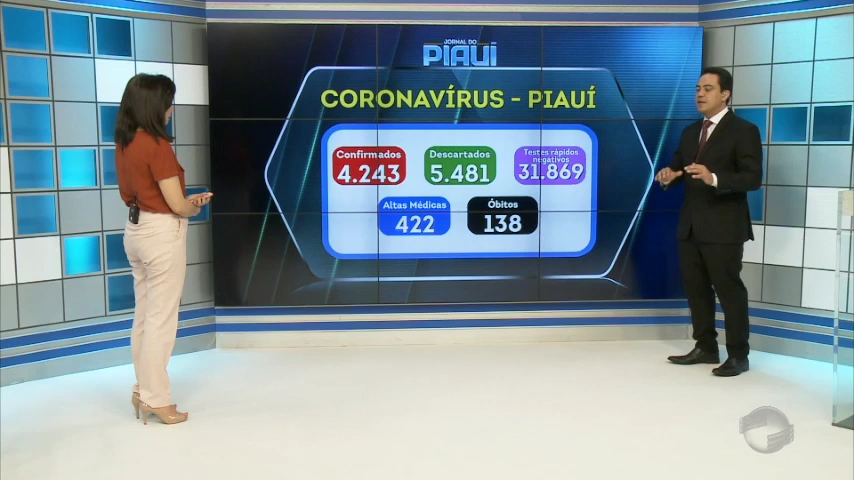 JORNAL DO
PIAUÍ
CORONAVÍRUS - PIAUÍ
Confirmados
4.243
Descartados
5.481
Testes rápidos
negativos
31.869
Altas Médicas
422
Óbitos
138